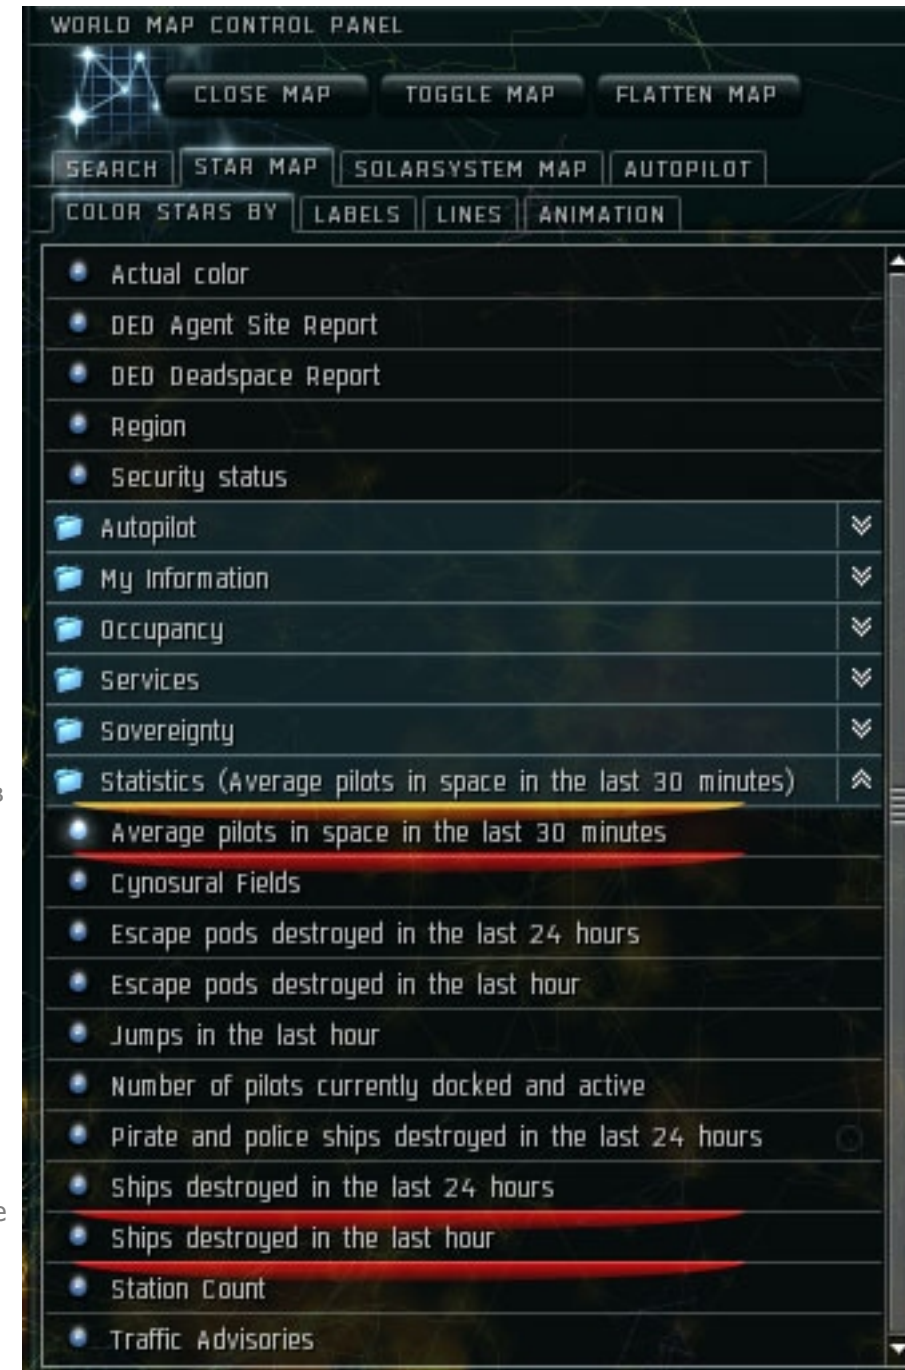 WORLD MAP CONTROL PANEL
CLOSE MAP TOGGLE MAP FLATTEN MAP
SEARCH STAR MAP SOLARSYSTEM MAP AUTOPILOT
COLOR STARS BY LABELS LINES ANIMATION
Actual color
DED Agent Site Report
DED Deadspace Report
Region
Security status
Autopilot
My Information
Occupancy
Services
Sovereignty
Statistics (Average pilots in space in the last 30 minutes)
Average pilots in space in the last 30 minutes
Cynosural Fields
Escape pods destroyed in the last 24 hours
Escape pods destroyed in the last hour
Jumps in the last hour
Number of pilots currently docked and active
Pirate and police ships destroyed in the last 24 hours
Ships destroyed in the last 24 hours
Ships destroyed in the last hour
Station Count
Traffic Advisories